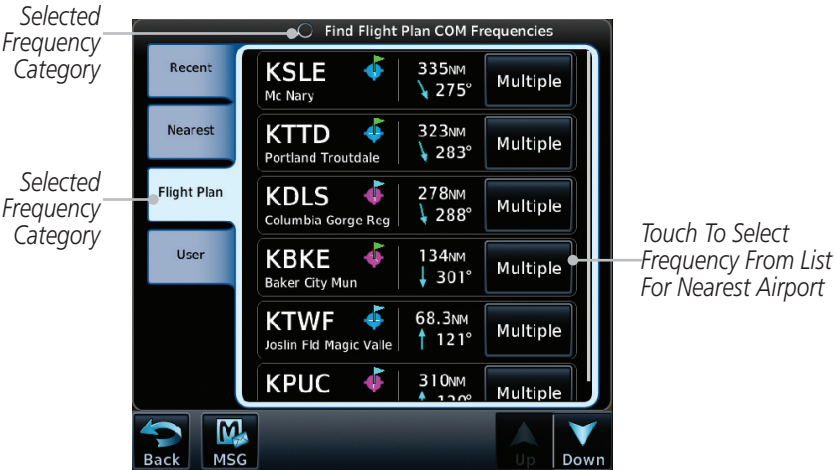 Selected
Frequency
Category
Find Flight Plan COM Frequencies
Recent
Nearest
Selected
Frequency
Category
Flight Plan
User
KSLE 335NM
Mc Nary 275° Multiple
KTTD 323NM
Portland Troutdale 283° Multiple
KDLS 278NM
Columbia Gorge Reg 288° Multiple
KBKE 134NM
Baker City Mun 301° Multiple
KTWF 68.3NM
Joslin Fld Magic Valle 121° Multiple
KPUC 310NM
Multiple
Touch To Select
Frequency From List
For Nearest Airport
Back MSG Up Down